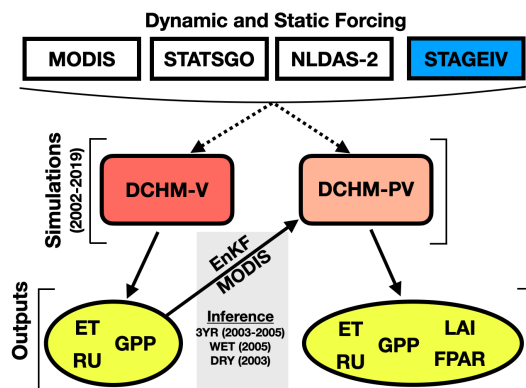 Dynamic and Static Forcing
MODIS STATSGO NLDAS-2 STAGEIV
Simulations
(2002-2019)
DCHM-V DCHM-PV
EnKF
MODIS
Inference
3YR (2003-2005)
WET (2005)
DRY (2003)
Outputs
ET GPP RU
ET GPP RU LAI FPAR